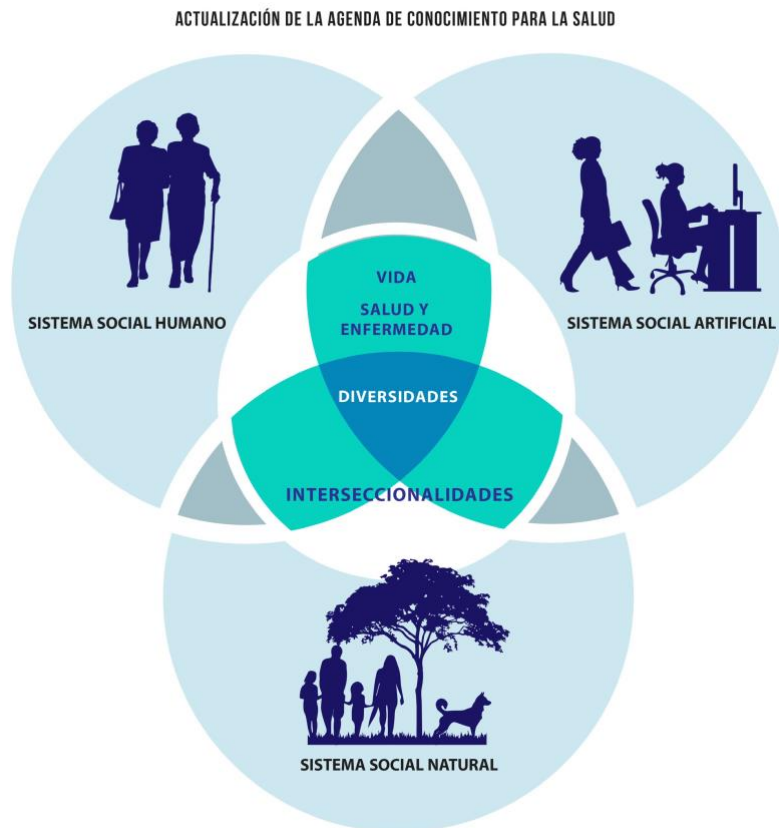 ACTUALIZACIÓN DE LA AGENDA DE CONOCIMIENTO PARA LA SALUD
VIDA
SALUD Y
ENFERMEDAD
SISTEMA SOCIAL HUMANO
SISTEMA SOCIAL ARTIFICIAL
DIVERSIDADES
INTERSECCIONALIDADES
SISTEMA SOCIAL NATURAL